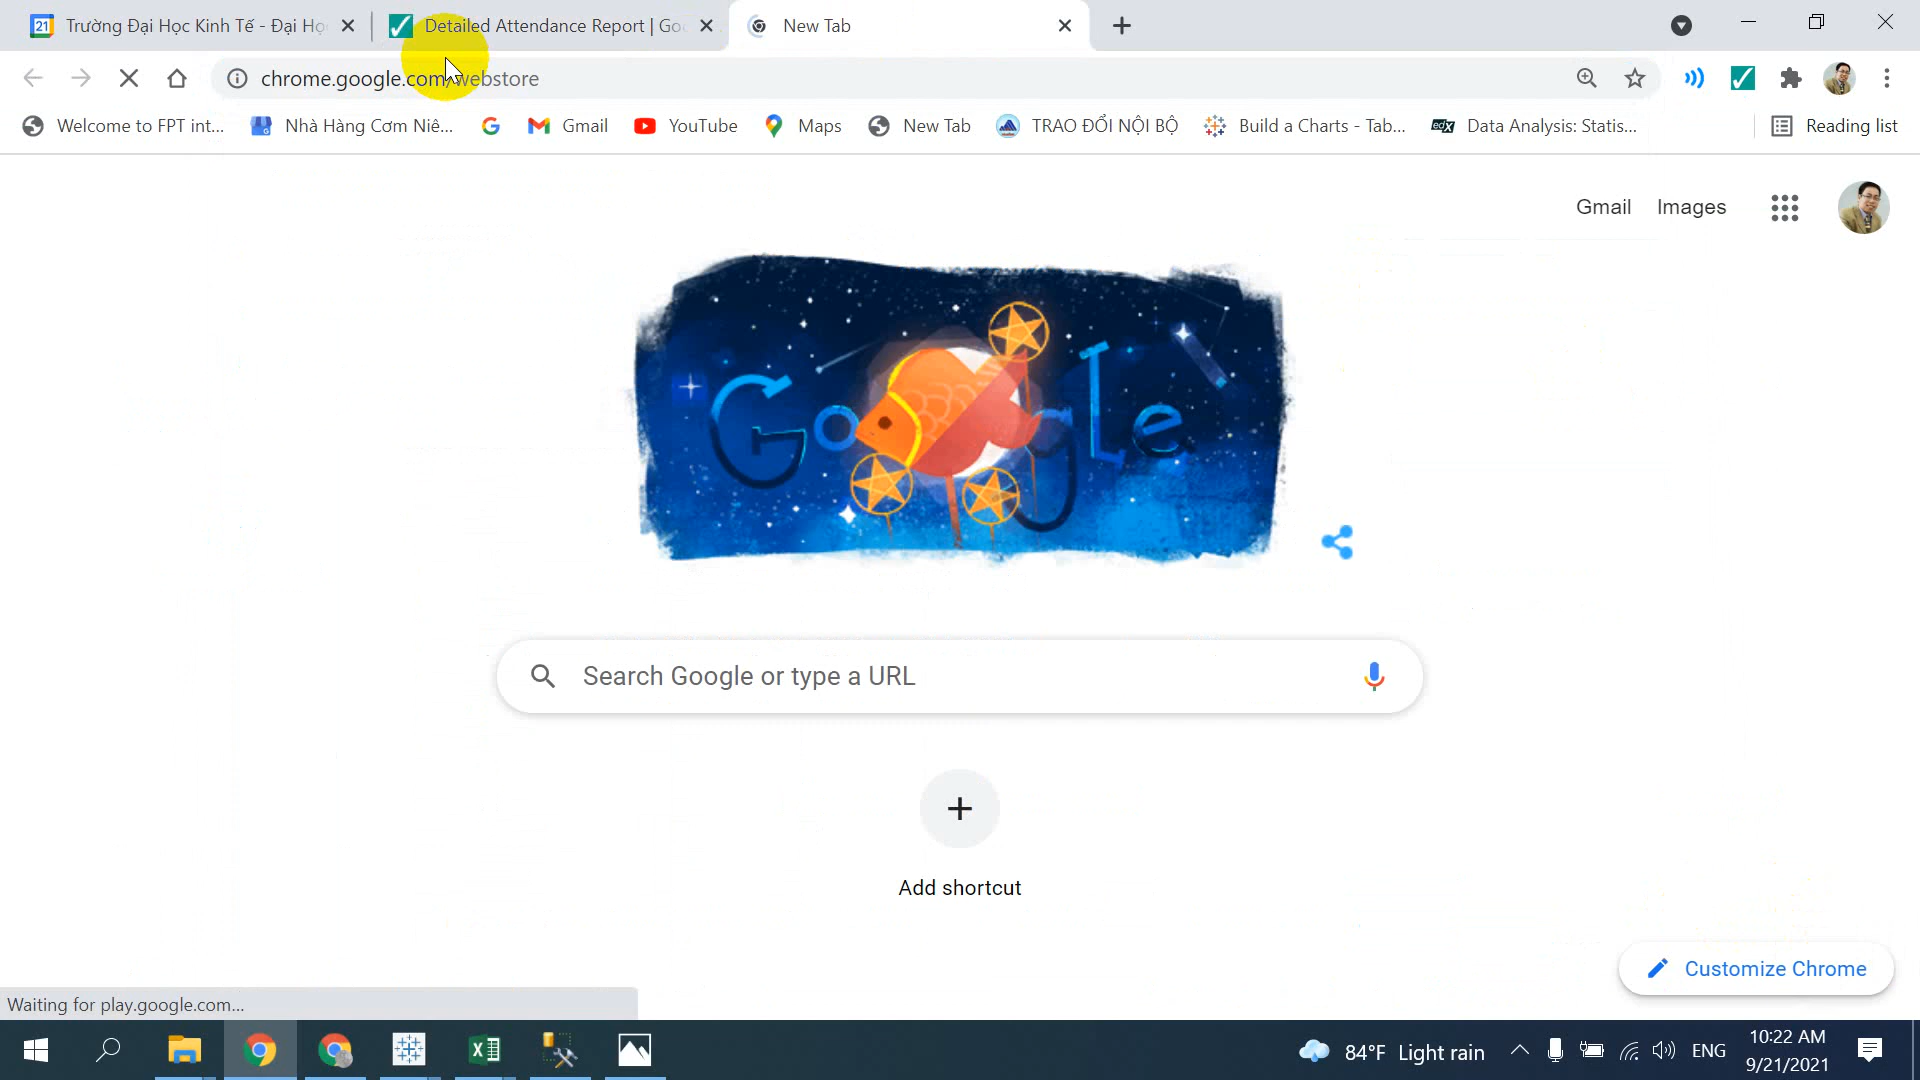 Trường Đại Học Kinh Tế - Đại Họ
Detailed Attendance Report | Goo
New Tab
chrome.google.com/webstore
Welcome to FPT int...
Nhà Hàng Cơm Niê...
Gmail
YouTube
Maps
New Tab
TRAO ĐỔI NỘI BỘ
Build a Charts - Tab...
edX
Data Analysis: Statis...
Reading list
Gmail
Images
Google
Search Google or type a URL
Add shortcut
Customize Chrome
Waiting for play.google.com...
84°F Light rain
ENG
10:22 AM
9/21/2021